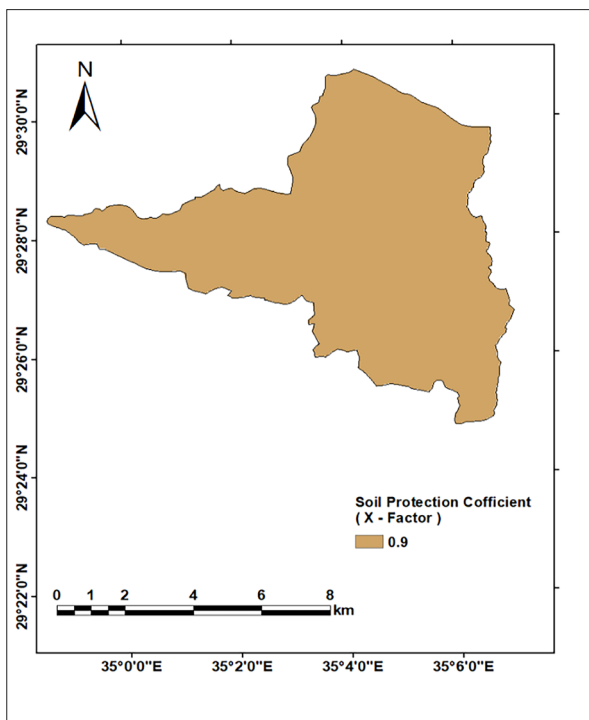 N
29°30'0"N
29°28'0"N
29°26'0"N
29°24'0"N
29°22'0"N
Soil Protection Cofficient
( X - Factor )
0.9
0 1 2 4 6 8
km
35°0'0"E 35°2'0"E 35°4'0"E 35°6'0"E